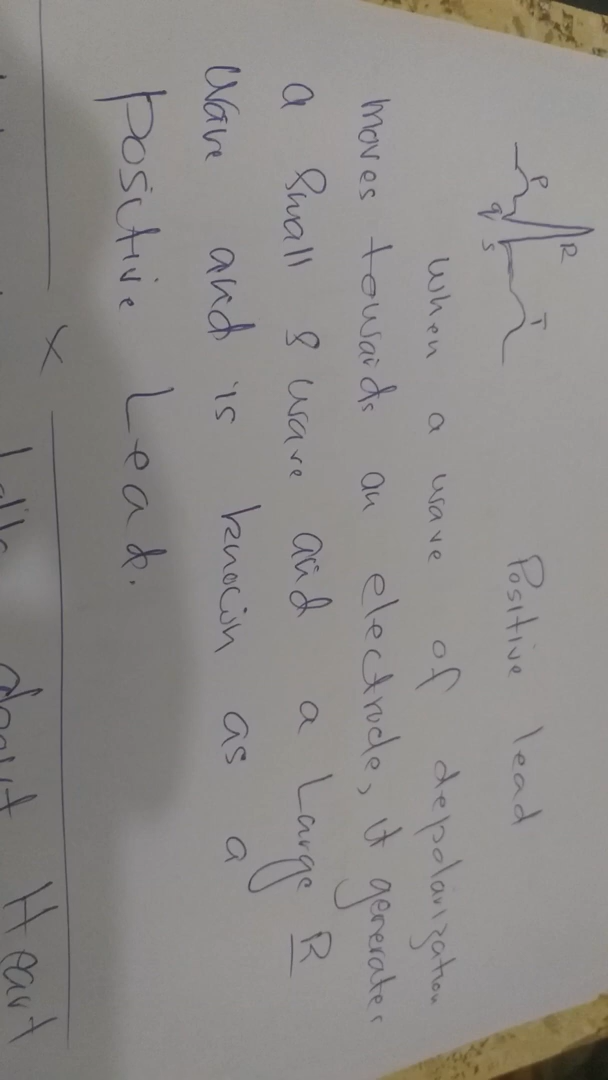 P q R s T
Positive lead
When a wave of depolarization
moves towards an electrode, it generates
a small q wave and a Large R
wave and is known as a
Positive Lead.
x
don't Heart